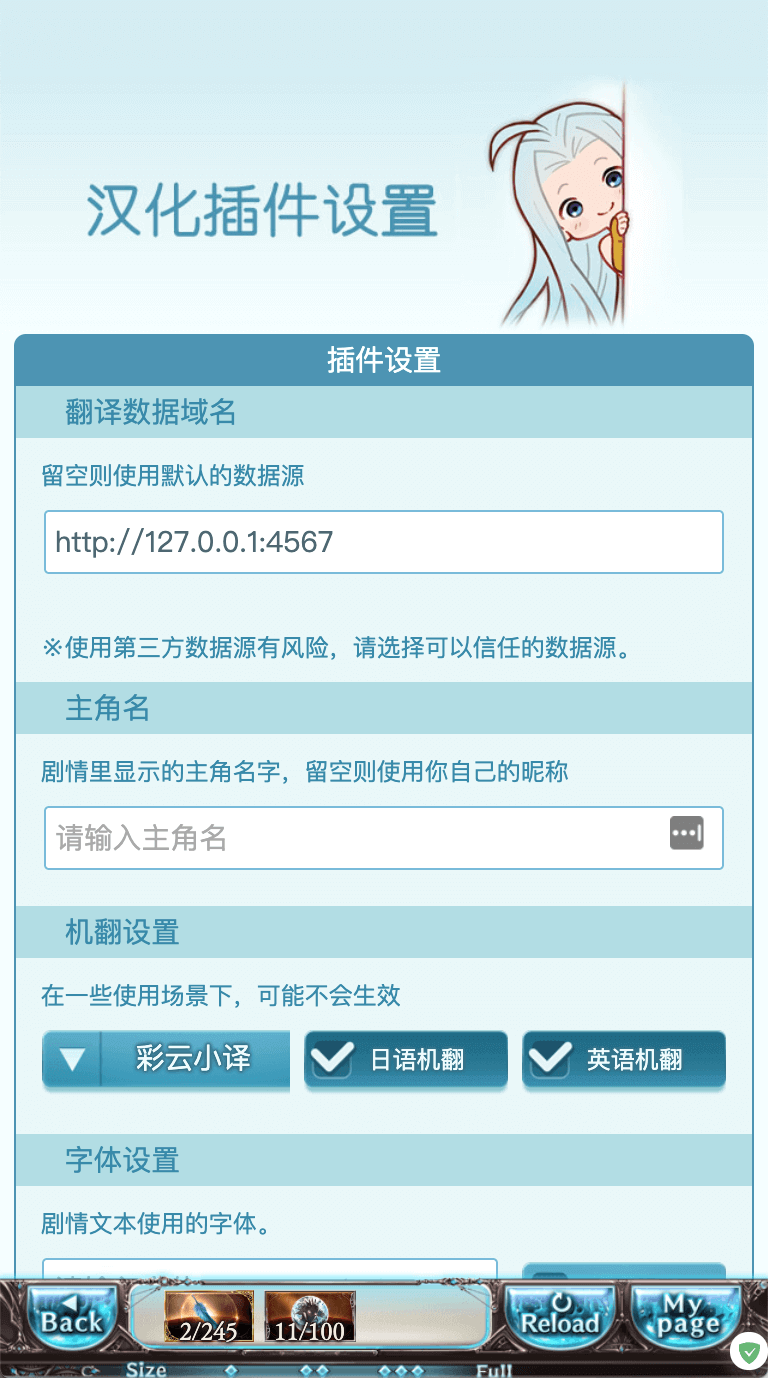 汉化插件设置
插件设置
翻译数据域名
留空则使用默认的数据源
http://127.0.0.1:4567
※使用第三方数据源有风险，请选择可以信任的数据源。
主角名
剧情里显示的主角名字，留空则使用你自己的昵称
请输入主角名
机翻设置
在一些使用场景下，可能不会生效
彩云小译 日语机翻 英语机翻
字体设置
剧情文本使用的字体。
Back 2/245 11/100 Reload My page
Size Full